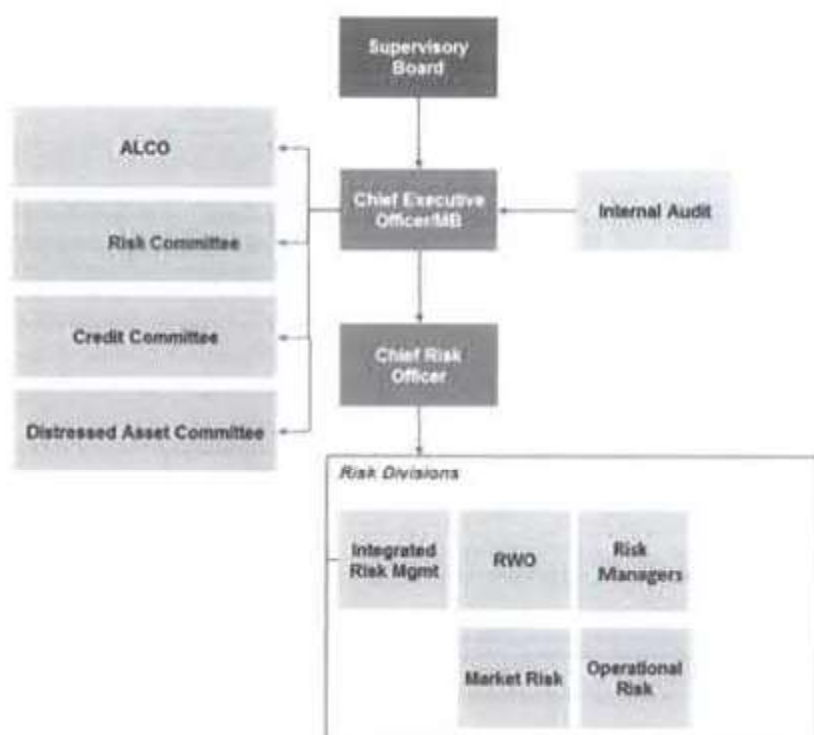 Supervisory
Board
ALCO
Chief Executive
Officer/MB
Internal Audit
Risk Committee
Credit Committee
Chief Risk
Officer
Distressed Asset Committee
Risk Divisions
Integrated
Risk Mgmt
RWO
Risk
Managers
Market Risk
Operational
Risk